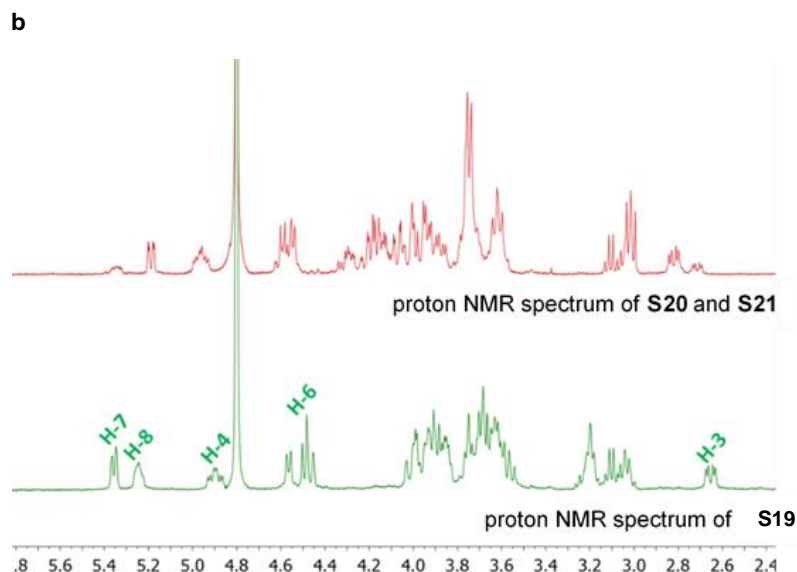 b
proton NMR spectrum of S20 and S21
H-7
H-8
H-4
H-6
H-3
proton NMR spectrum of S19
.8 5.6 5.2 5.0 4.8 4.6 4.4 4.2 4.0 3.8 3.6 3.4 3.2 3.0 2.8 2.6 2.4